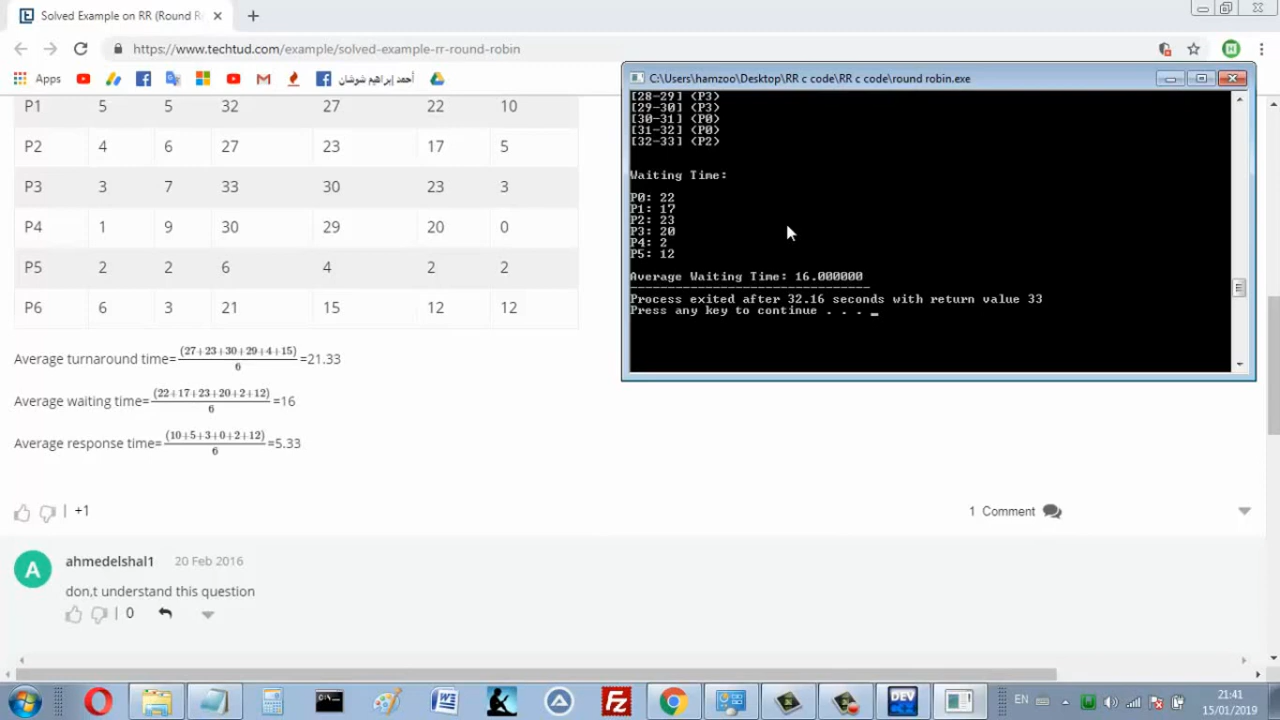 Solved Example on RR (Round R
https://www.techtud.com/example/solved-example-rr-round-robin
Apps
أحمد إبراهيم شوشان
P1 5 5 32 27 22 10
P2 4 6 27 23 17 5
P3 3 7 33 30 23 3
P4 1 9 30 29 20 0
P5 2 2 6 4 2 2
P6 6 3 21 15 12 12
Average turnaround time=(27+23+30+29+4+15)/6=21.33
Average waiting time=(22+17+23+20+2+12)/6=16
Average response time=(10+5+3+0+2+12)/6=5.33
+1
1 Comment
A
ahmedelshal1 20 Feb 2016
don,t understand this question
0
C:\Users\hamzoo\Desktop\RR c code\RR c code\round robin.exe
[28-29] (P3)
[29-30] (P3)
[30-31] (P0)
[31-32] (P0)
[32-33] (P2)
Waiting Time:
P0: 22
P1: 17
P2: 23
P3: 20
P4: 2
P5: 12
Average Waiting Time: 16.000000
--------------------------------
Process exited after 32.16 seconds with return value 33
Press any key to continue . . . _
DEV
EN
21:41
15/01/2019